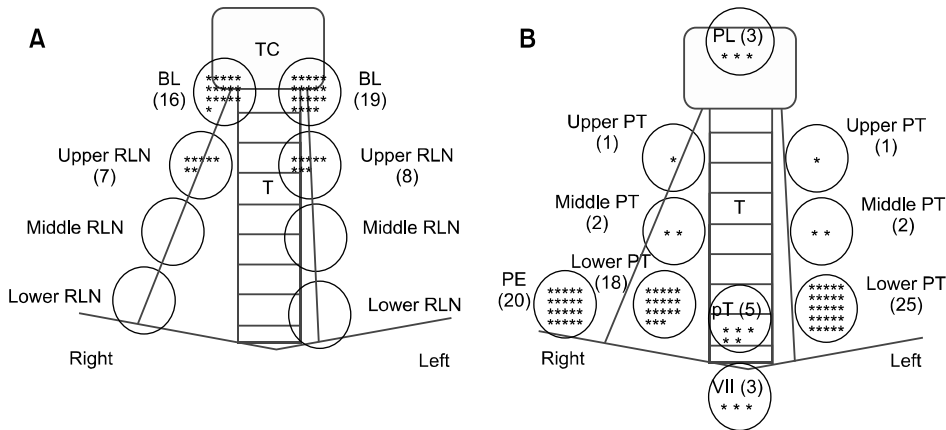 A
TC
BL
(16)
*****
*****
*****
*
BL
(19)
*****
*****
*****
****
Upper RLN
(7)
*****
**
Upper RLN
(8)
*****
***
T
Middle RLN
Middle RLN
Lower RLN
Lower RLN
Right
Left
B
PL (3)
* * *
Upper PT
(1)
*
Upper PT
(1)
*
Middle PT
(2)
* *
T
Middle PT
(2)
* *
PE
(20)
*****
*****
*****
*****
Lower PT
(18)
*****
*****
*****
***
pT (5)
* * *
* *
Lower PT
(25)
*****
*****
*****
*****
*****
Right
Left
VII (3)
* * *